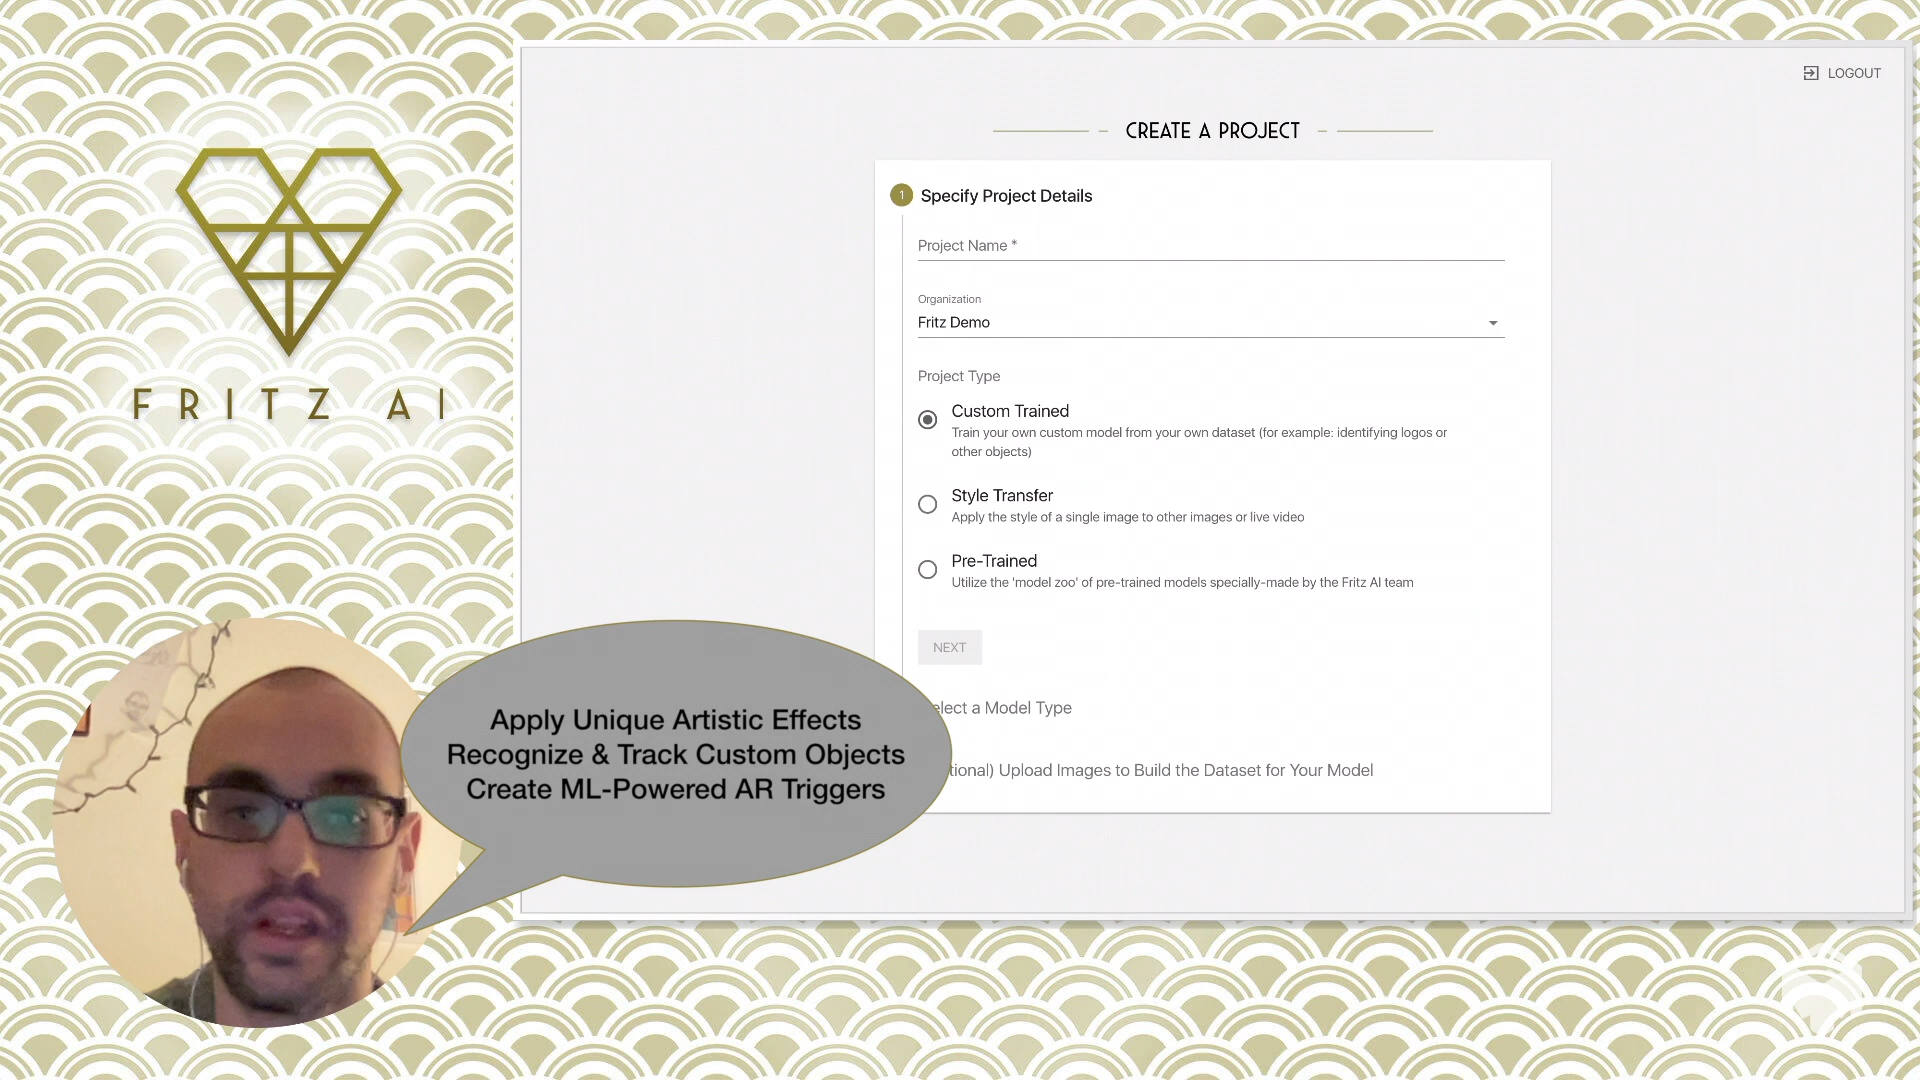 FRITZ AI
LOGOUT
CREATE A PROJECT
1 Specify Project Details
Project Name *
Organization
Fritz Demo
Project Type
Custom Trained
Train your own custom model from your own dataset (for example: identifying logos or
other objects)
Style Transfer
Apply the style of a single image to other images or live video
Pre-Trained
Utilize the 'model zoo' of pre-trained models specially-made by the Fritz AI team
NEXT
elect a Model Type
tional) Upload Images to Build the Dataset for Your Model
Apply Unique Artistic Effects
Recognize & Track Custom Objects
Create ML-Powered AR Triggers